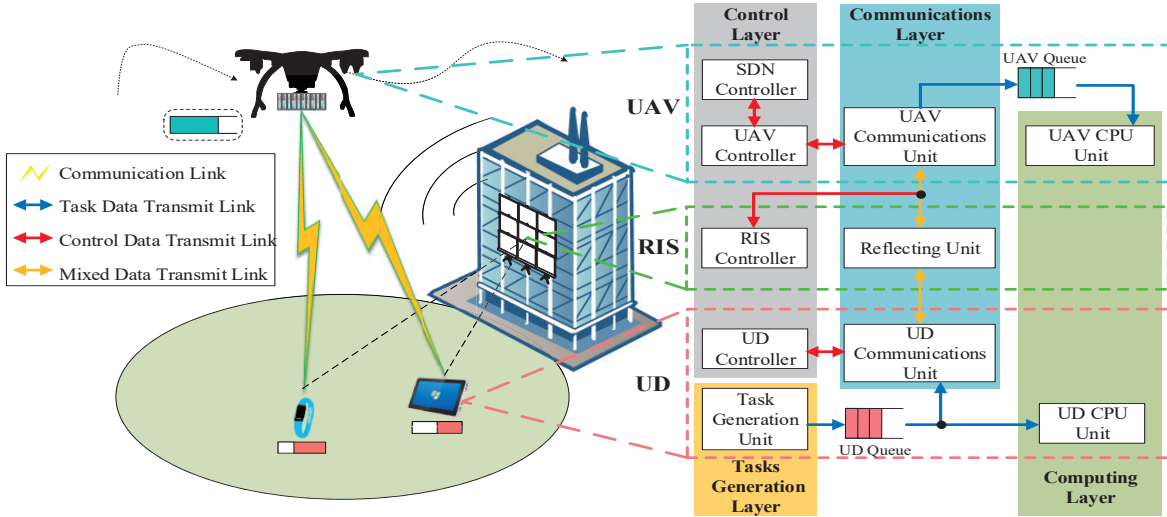 Communication Link
Task Data Transmit Link
Control Data Transmit Link
Mixed Data Transmit Link
Control
Layer
Communications
Layer
UAV
SDN
Controller
UAV
Controller
UAV
Communications
Unit
UAV Queue
UAV CPU
Unit
RIS
RIS
Controller
Reflecting Unit
UD
UD
Controller
UD
Communications
Unit
Task
Generation
Unit
UD Queue
UD CPU
Unit
Tasks
Generation
Layer
Computing
Layer